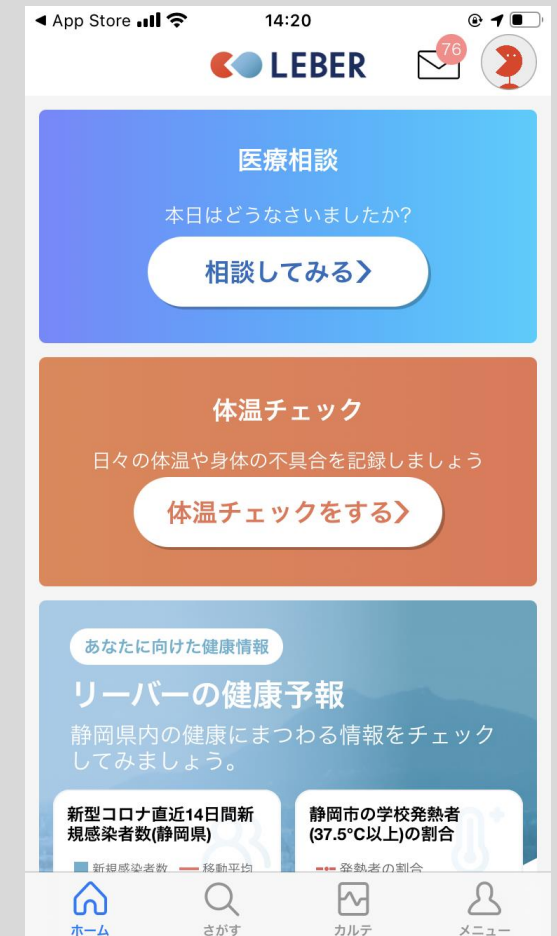 ◀ App Store 14:20
LEBER 76
医療相談
本日はどうなさいましたか?
相談してみる❯
体温チェック
日々の体温や身体の不具合を記録しましょう
体温チェックをする❯
あなたに向けた健康情報
リーバーの健康予報
静岡県内の健康にまつわる情報をチェック
してみましょう。
新型コロナ直近14日間新
規感染者数(静岡県)
新規感染者数 移動平均
静岡市の学校発熱者
(37.5°C以上)の割合
発熱者の割合
ホーム さがす カルテ メニュー